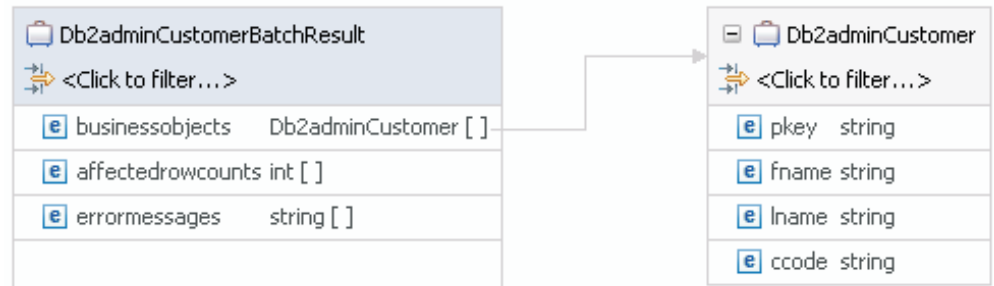 Db2adminCustomerBatchResult
<Click to filter...>
businessobjects Db2adminCustomer [ ]
affectedrowcounts int [ ]
errormessages string [ ]
Db2adminCustomer
<Click to filter...>
pkey string
fname string
lname string
ccode string